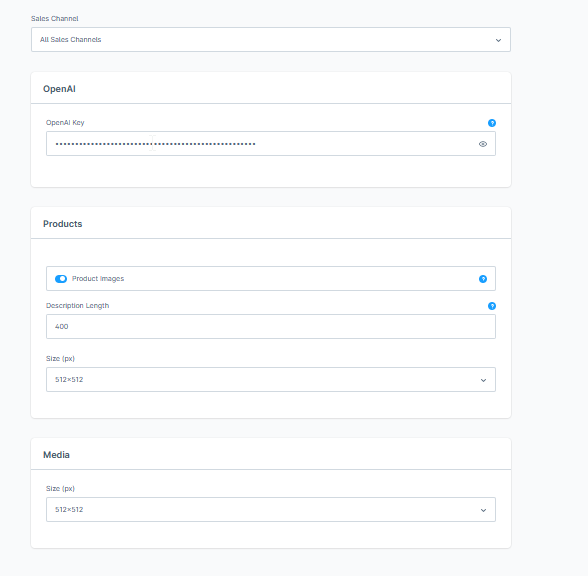 Sales Channel
All Sales Channels
OpenAI
OpenAI Key
Products
Product images
Description Length
400
Size (px)
512×512
Media
Size (px)
512×512